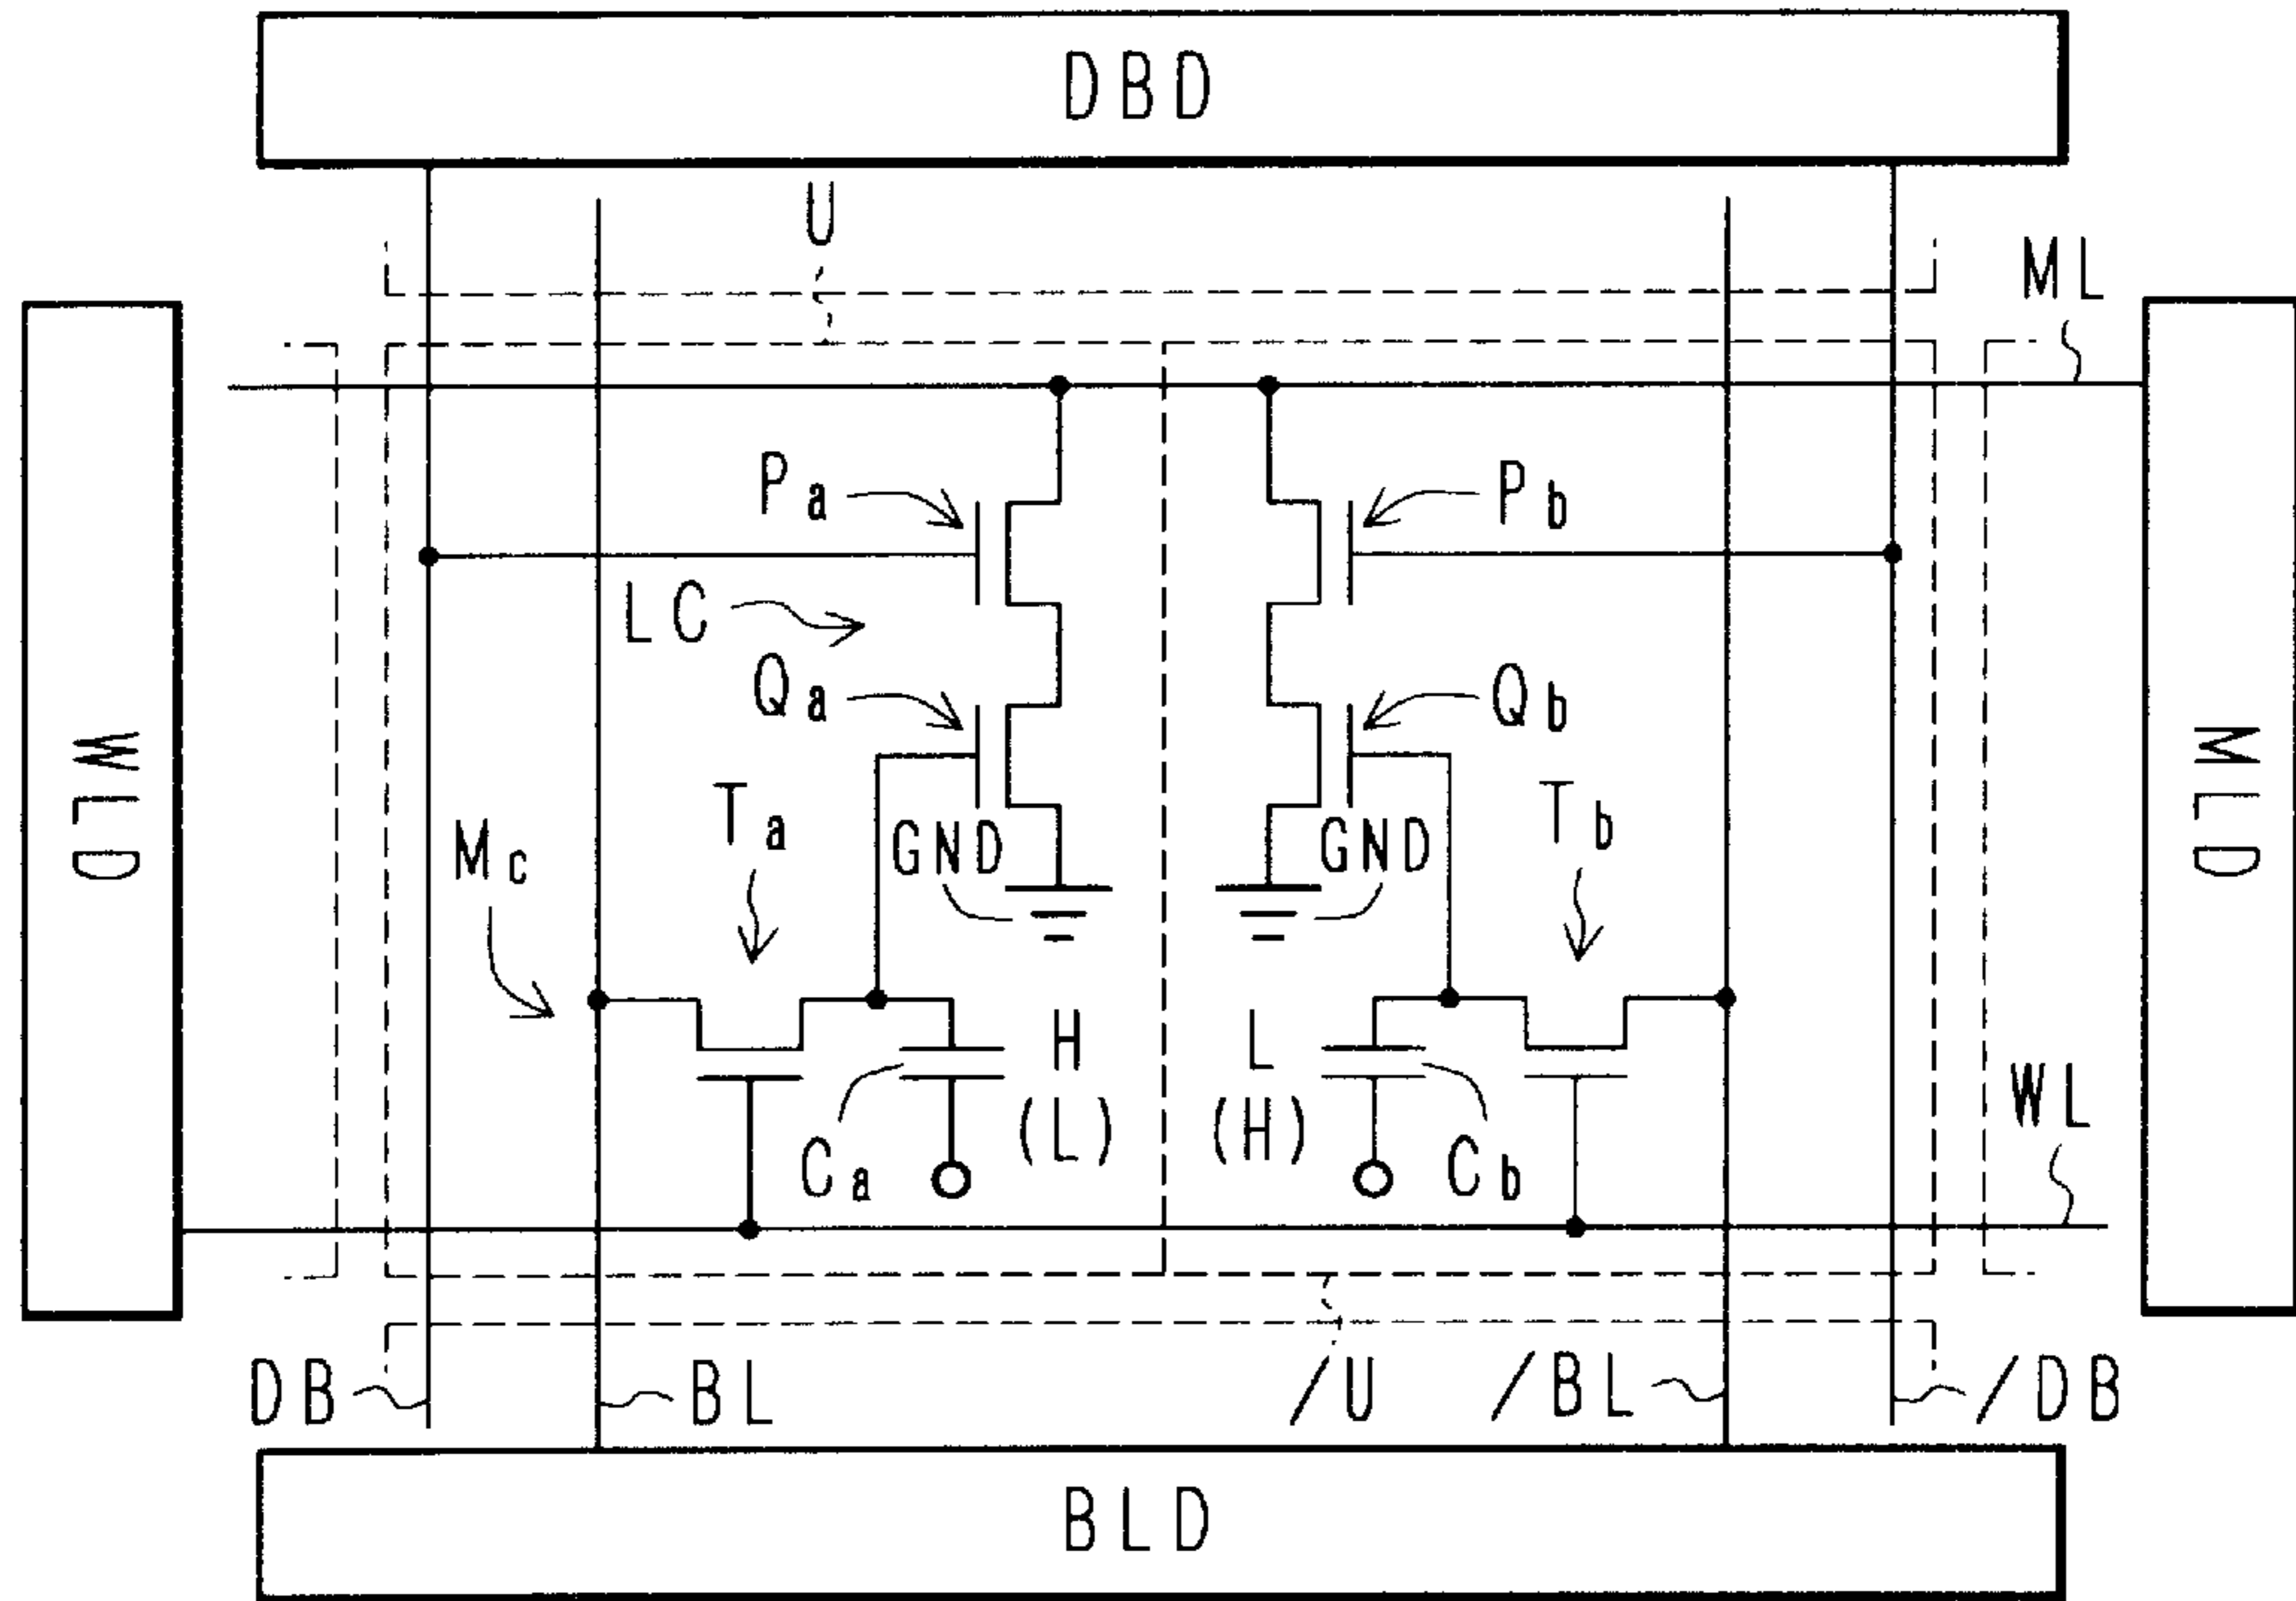 DBD
U
ML
Pa
Pb
LC
Qa
Qb
WLD
MLD
Ta
Tb
Mc
GND
GND
H
(L)
L
(H)
WL
Ca
Cb
DB
BL
/U
/BL
/DB
BLD